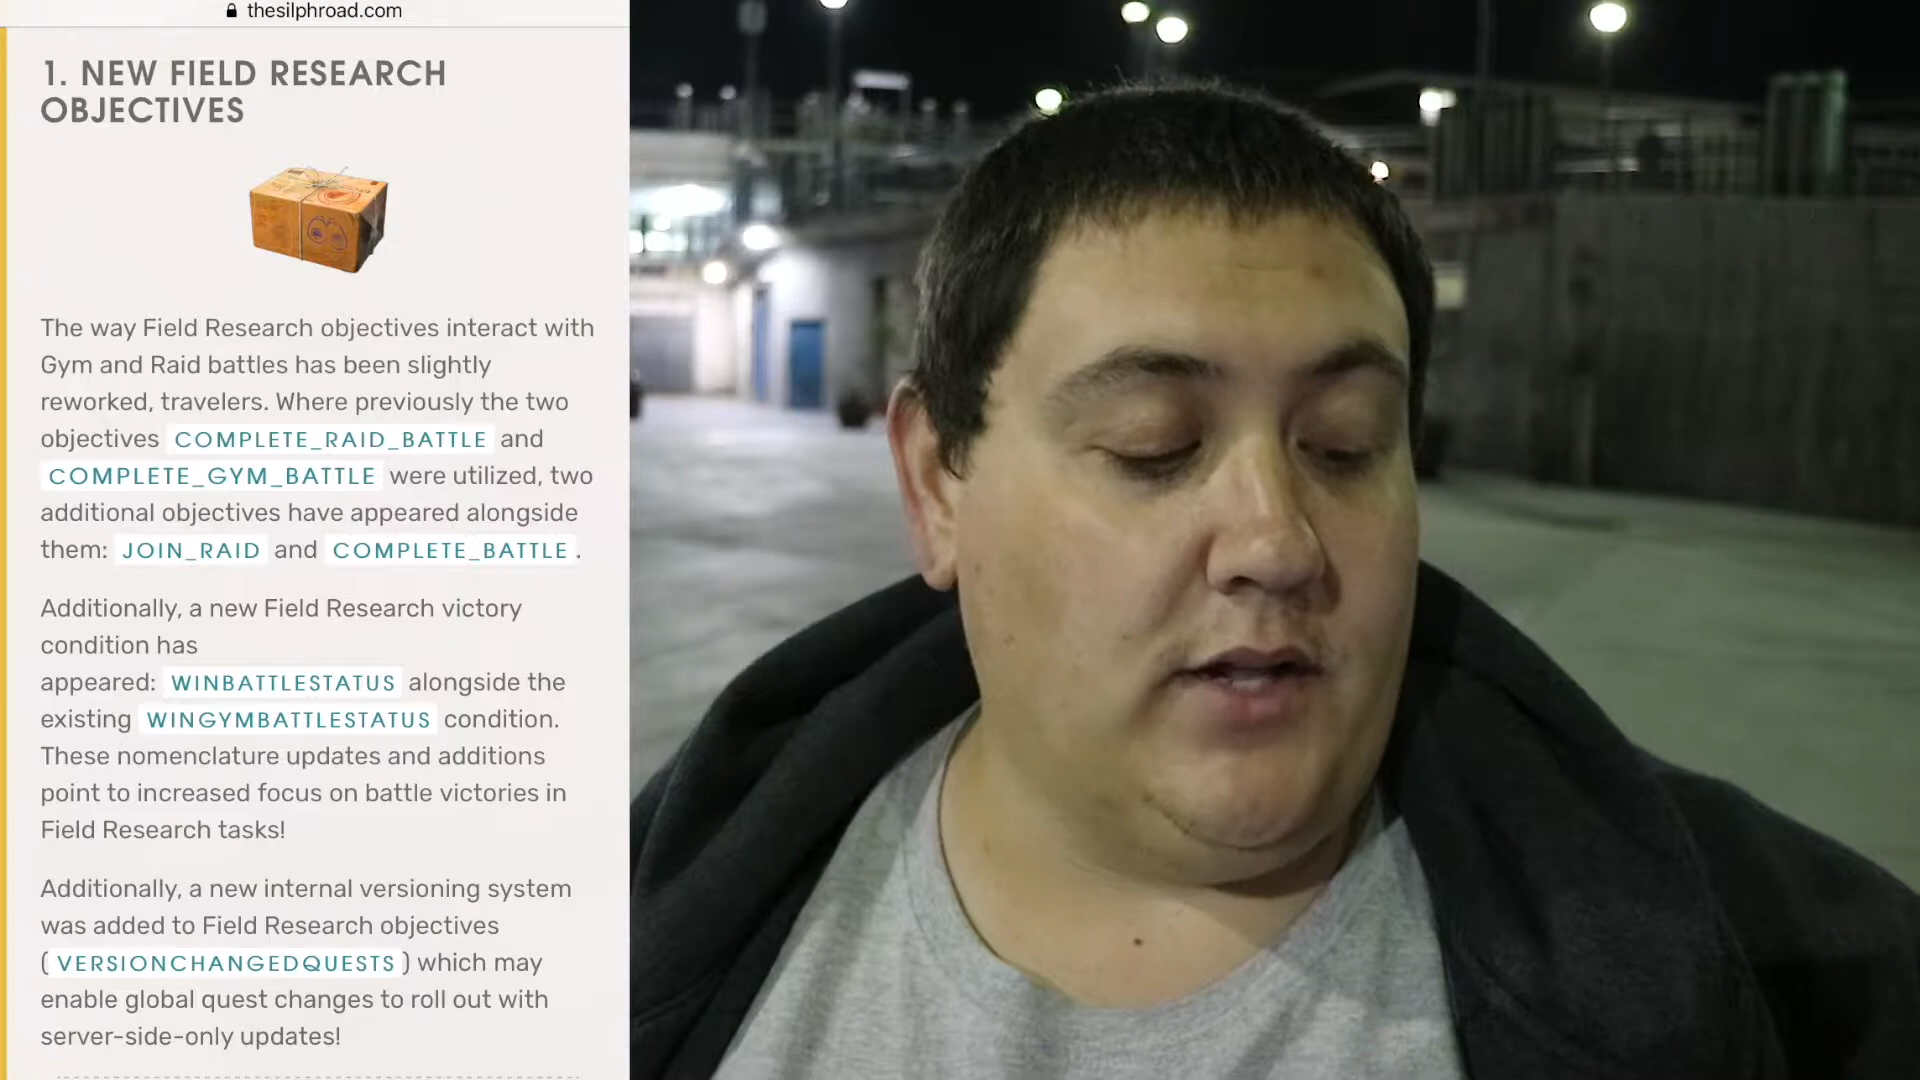 thesilphroad.com
1. NEW FIELD RESEARCH
OBJECTIVES
The way Field Research objectives interact with
Gym and Raid battles has been slightly
reworked, travelers. Where previously the two
objectives COMPLETE_RAID_BATTLE and
COMPLETE_GYM_BATTLE were utilized, two
additional objectives have appeared alongside
them: JOIN_RAID and COMPLETE_BATTLE.
Additionally, a new Field Research victory
condition has
appeared: WINBATTLESTATUS alongside the
existing WINGYMBATTLESTATUS condition.
These nomenclature updates and additions
point to increased focus on battle victories in
Field Research tasks!
Additionally, a new internal versioning system
was added to Field Research objectives
(VERSIONCHANGEDQUESTS) which may
enable global quest changes to roll out with
server-side-only updates!